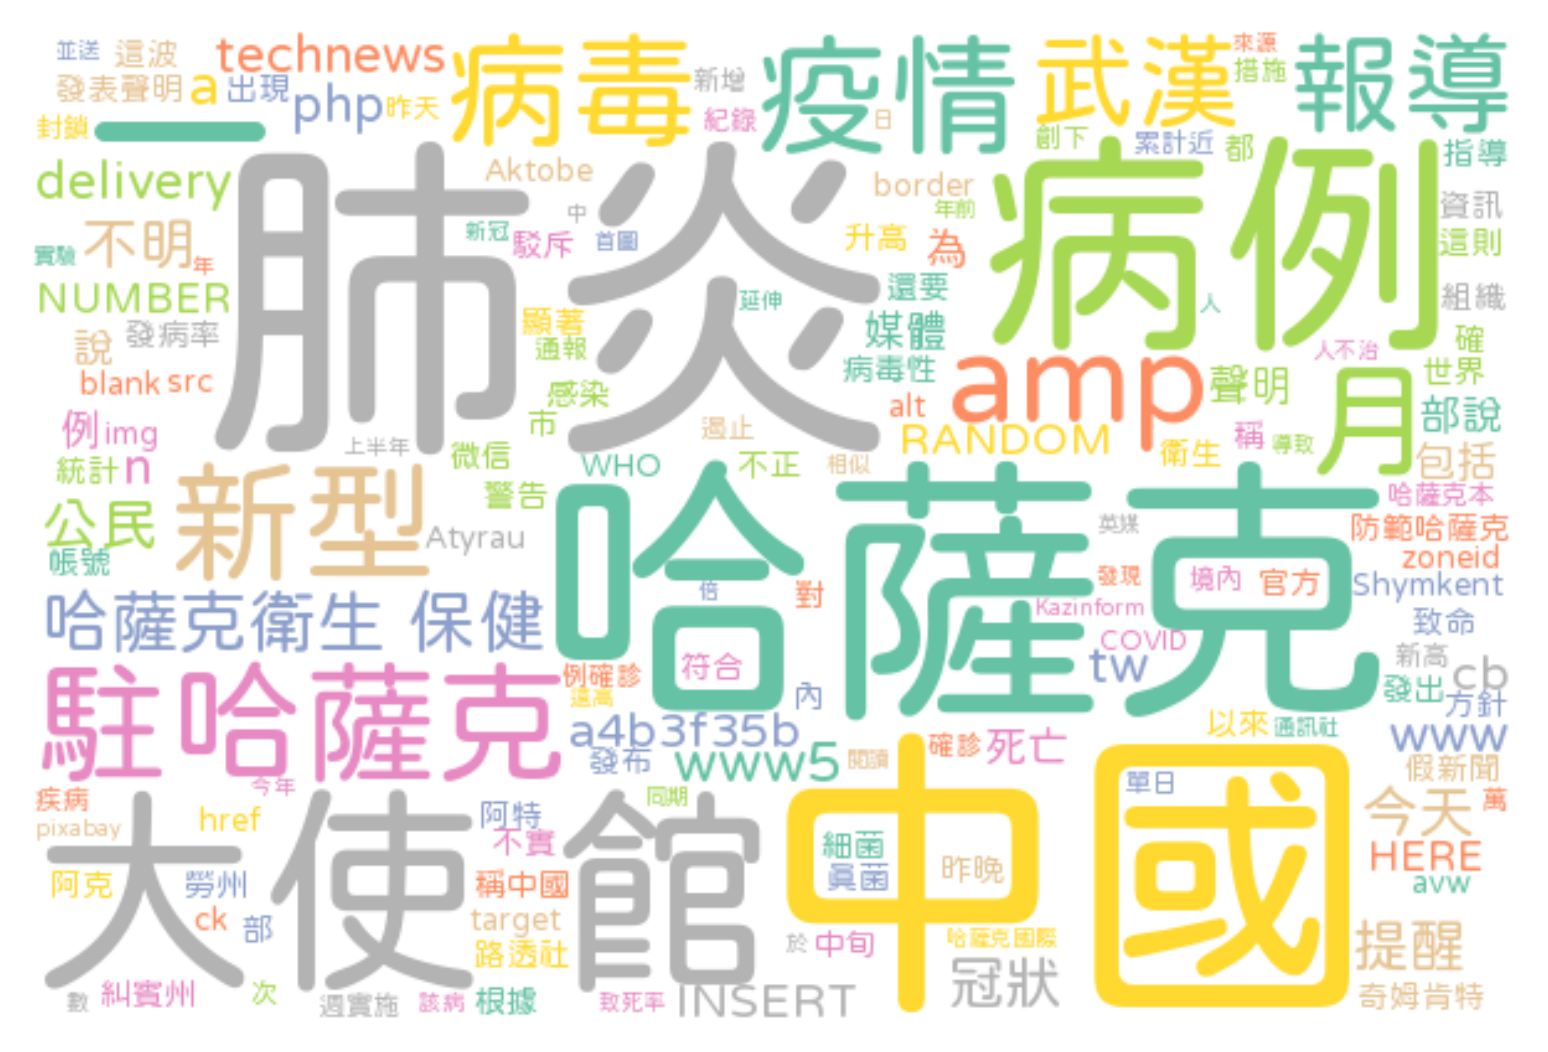 並送 這波 technews 病毒 疫情 武漢 來源 報導
發表聲明 a 出現 php 昨天 新增 措施
封鎖 一 紀錄 日 創下 累計近 都 指導
delivery 肺炎 Aktobe border 病例 資訊
不明 年 新冠 中 駁斥 首圖 年前 升高 為 這則
實驗 NUMBER 延伸 還要 人 組織
說 發病率 顯著 通報 媒體 確
blank src 感染 病毒性 amp 人不治 世界
例 img 市 遏止 alt 聲明 月 部說
上半年 微信 RANDOM 衛生 稱 導致
統計 n WHO 不正 相似 包括
公民 新型 警告 哈薩克 哈薩克本
帳號 Atyrau 英媒 防範哈薩克
zoneid
哈薩克衛生 保健 倍 對 發現 境內 官方 Shymkent
Kazinform 致命
駐哈薩克 例確診 符合 COVID 新高 cb
還高 內 tw 發出 方針
a4b3f35b 以來 通訊社 www
發布 www5 閱讀 確診 死亡 假新聞
今年 中國 單日
疾病 大使館 同期 今天 萬
pixabay href 阿特 不實 細菌 HERE
阿克 勞州 稱中國 真菌 昨晚 avw
ck 部 target
路透社 於 中旬 哈薩克國際 提醒
數 糾賓州 次 週實施 該病 根據 致死率 INSERT 冠狀 奇姆肯特